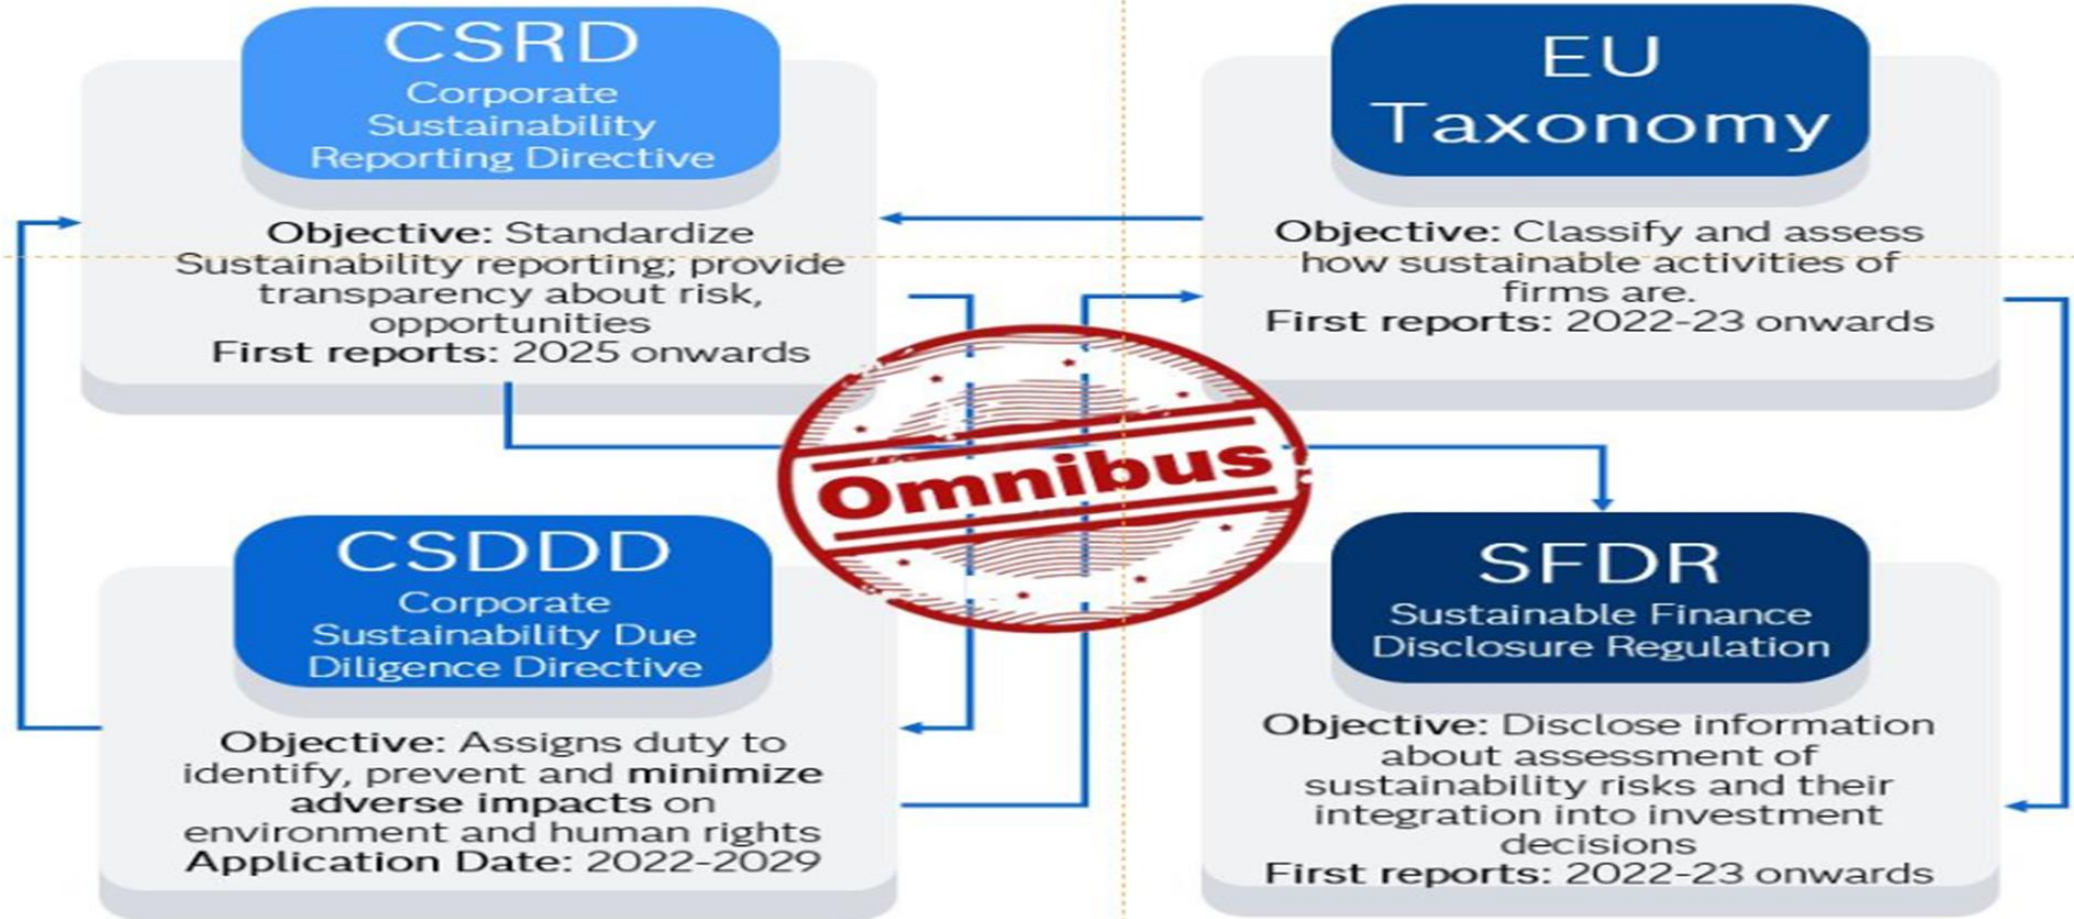 CSRD
Corporate
Sustainability
Reporting Directive
Objective: Standardize
Sustainability reporting; provide
transparency about risk,
opportunities
First reports: 2025 onwards
EU
Taxonomy
Objective: Classify and assess
how sustainable activities of
firms are.
First reports: 2022-23 onwards
Omnibus
CSDDD
Corporate
Sustainability Due
Diligence Directive
Objective: Assigns duty to
identify, prevent and minimize
adverse impacts on
environment and human rights
Application Date: 2022-2029
SFDR
Sustainable Finance
Disclosure Regulation
Objective: Disclose information
about assessment of
sustainability risks and their
integration into investment
decisions
First reports: 2022-23 onwards